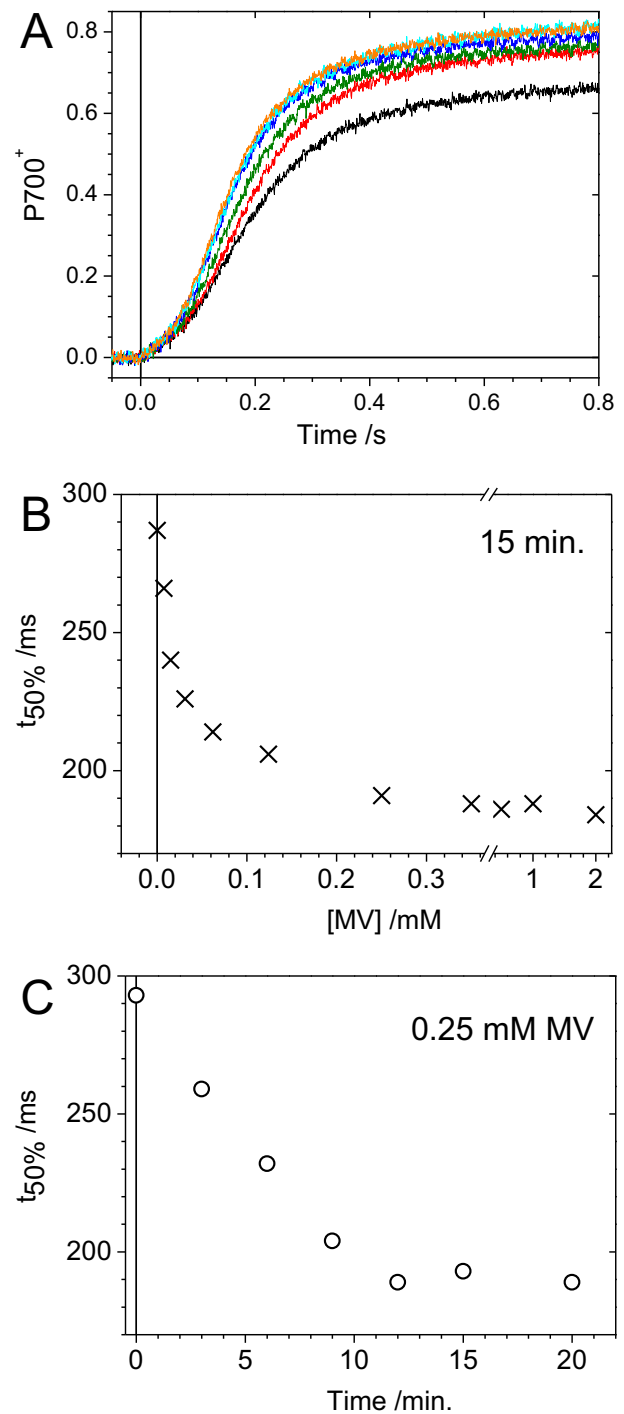 A
P700+
0.8
0.6
0.4
0.2
0.0
0.0 0.2 0.4 0.6 0.8
Time /s
B
15 min.
t50% /ms
300
250
200
0.0 0.1 0.2 0.3 1 2
[MV] /mM
C
0.25 mM MV
t50% /ms
300
250
200
0 5 10 15 20
Time /min.